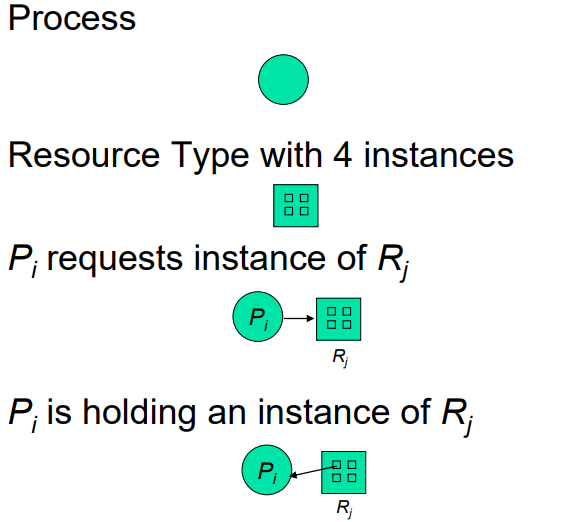 Process
Resource Type with 4 instances
Pi requests instance of Rj
Pi
Rj
Pi is holding an instance of Rj
Pi
Rj